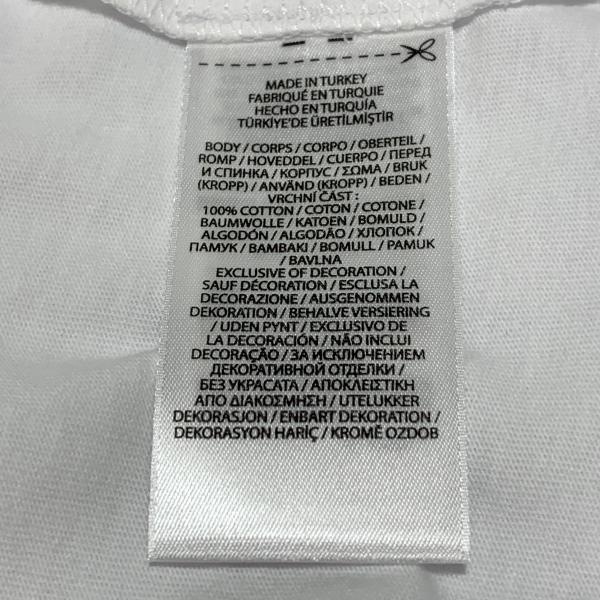 MADE IN TURKEY
FABRIQUÉ EN TURQUIE
HECHO EN TURQUÍA
TÜRKİYE'DE ÜRETİLMİŞTİR
BODY / CORPS / CORPO / OBERTEIL /
ROMP / HOVEDDEL / CUERPO / ПЕРЕД
И СПИНКА / КОРПУС / ΣΩΜΑ / BRUK
(KROPP) / ANVÄND (KROPP) / BEDEN /
VRCHNÍ ČÁST :
100% COTTON / COTON / COTONE /
BAUMWOLLE / KATOEN / BOMULD /
ALGODÓN / ALGODÃO / ХЛОПОК /
ПАМУК / ΒΑΜΒΑΚΙ / BOMULL / PAMUK
/ BAVLNA
EXCLUSIVE OF DECORATION /
SAUF DÉCORATION / ESCLUSA LA
DECORAZIONE / AUSGENOMMEN
DEKORATION / BEHALVE VERSIERING
/ UDEN PYNT / EXCLUSIVO DE
LA DECORACIÓN / NÃO INCLUI
DECORAÇÃO / ЗА ИСКЛЮЧЕНИЕМ
ДЕКОРАТИВНОЙ ОТДЕЛКИ /
БЕЗ УКРАСАТА / ΑΠΟΚΛΕΙΣΤΙΚΗ
ΑΠΟ ΔΙΑΚΟΣΜΗΣΗ / UTELUKKER
DEKORASJON / ENBART DEKORATION /
DEKORASYON HARİÇ / KROMĚ OZDOB